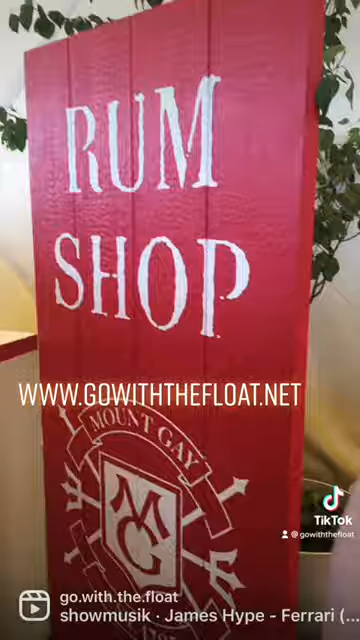 RUM
SHOP
WWW.GOWITHTHEFLOAT.NET
MOUNT GAY
MG
TikTok
@gowiththefloat
go.with.the.float
showmusik · James Hype - Ferrari (...